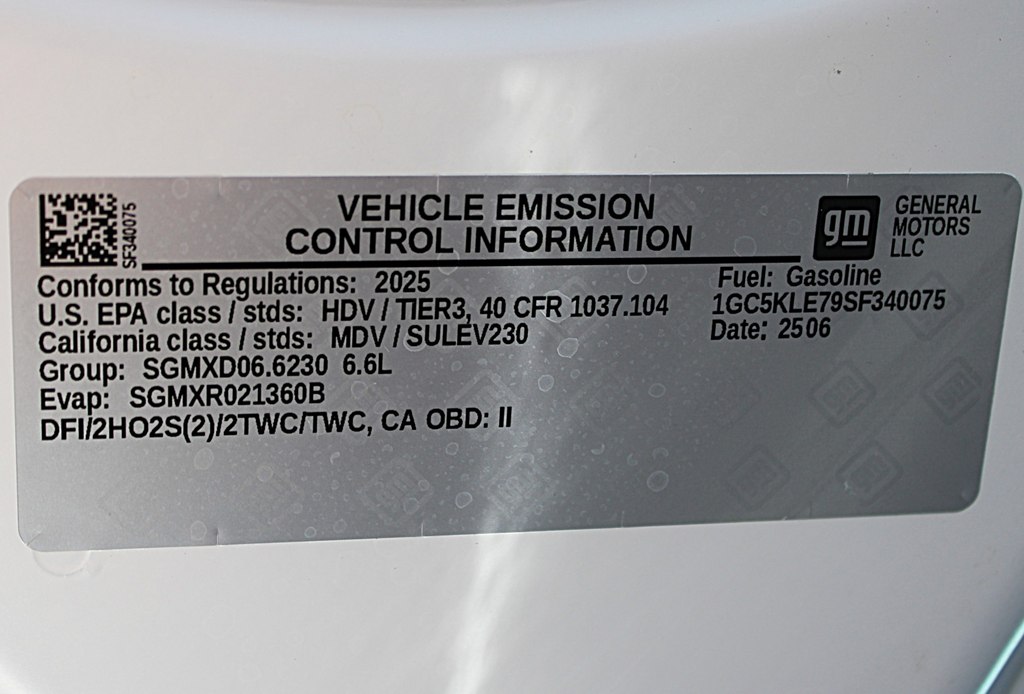 SF340075
VEHICLE EMISSION
CONTROL INFORMATION
gm
GENERAL
MOTORS
LLC
Conforms to Regulations: 2025
U.S. EPA class / stds: HDV / TIER3, 40 CFR 1037.104
California class / stds: MDV / SULEV230
Group: SGMXD06.6230 6.6L
Evap: SGMXR021360B
DFI/2HO2S(2)/2TWC/TWC, CA OBD: II
Fuel: Gasoline
1GC5KLE79SF340075
Date: 2506